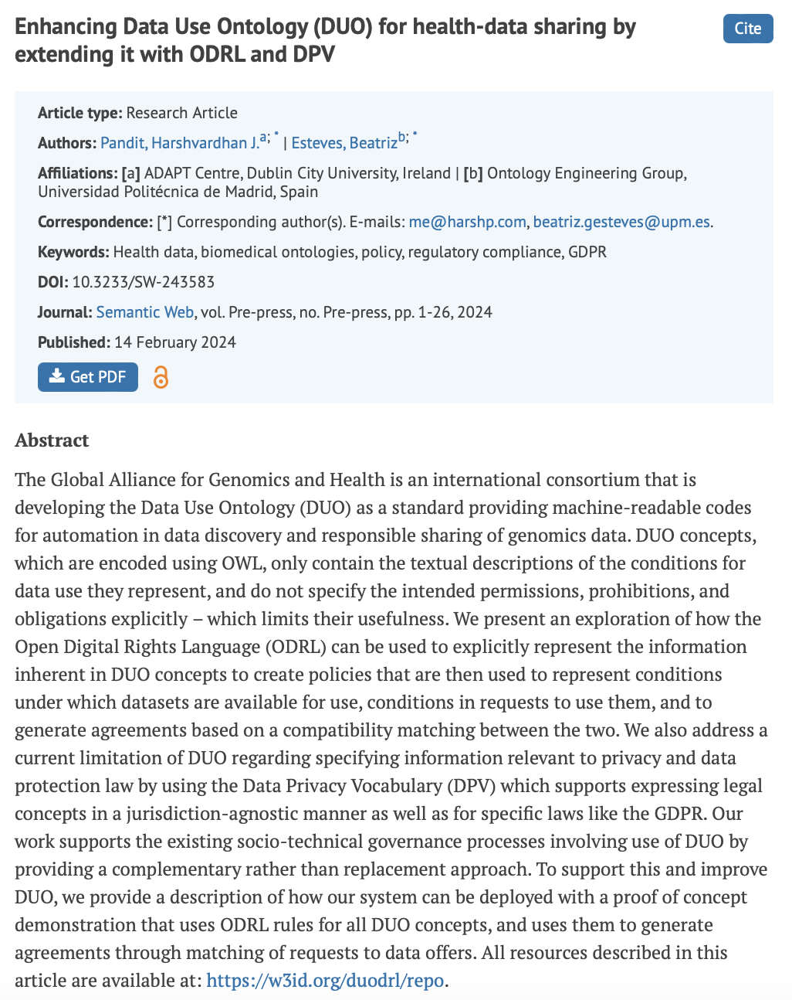 Enhancing Data Use Ontology (DUO) for health-data sharing by
extending it with ODRL and DPV
Cite
Article type: Research Article
Authors: Pandit, Harshvardhan J.a; * | Esteves, Beatrizb; *
Affiliations: [a] ADAPT Centre, Dublin City University, Ireland | [b] Ontology Engineering Group,
Universidad Politécnica de Madrid, Spain
Correspondence: [*] Corresponding author(s). E-mails: me@harshp.com, beatriz.gesteves@upm.es.
Keywords: Health data, biomedical ontologies, policy, regulatory compliance, GDPR
DOI: 10.3233/SW-243583
Journal: Semantic Web, vol. Pre-press, no. Pre-press, pp. 1-26, 2024
Published: 14 February 2024
Get PDF
Abstract
The Global Alliance for Genomics and Health is an international consortium that is
developing the Data Use Ontology (DUO) as a standard providing machine-readable codes
for automation in data discovery and responsible sharing of genomics data. DUO concepts,
which are encoded using OWL, only contain the textual descriptions of the conditions for
data use they represent, and do not specify the intended permissions, prohibitions, and
obligations explicitly – which limits their usefulness. We present an exploration of how the
Open Digital Rights Language (ODRL) can be used to explicitly represent the information
inherent in DUO concepts to create policies that are then used to represent conditions
under which datasets are available for use, conditions in requests to use them, and to
generate agreements based on a compatibility matching between the two. We also address a
current limitation of DUO regarding specifying information relevant to privacy and data
protection law by using the Data Privacy Vocabulary (DPV) which supports expressing legal
concepts in a jurisdiction-agnostic manner as well as for specific laws like the GDPR. Our
work supports the existing socio-technical governance processes involving use of DUO by
providing a complementary rather than replacement approach. To support this and improve
DUO, we provide a description of how our system can be deployed with a proof of concept
demonstration that uses ODRL rules for all DUO concepts, and uses them to generate
agreements through matching of requests to data offers. All resources described in this
article are available at: https://w3id.org/duodrl/repo.